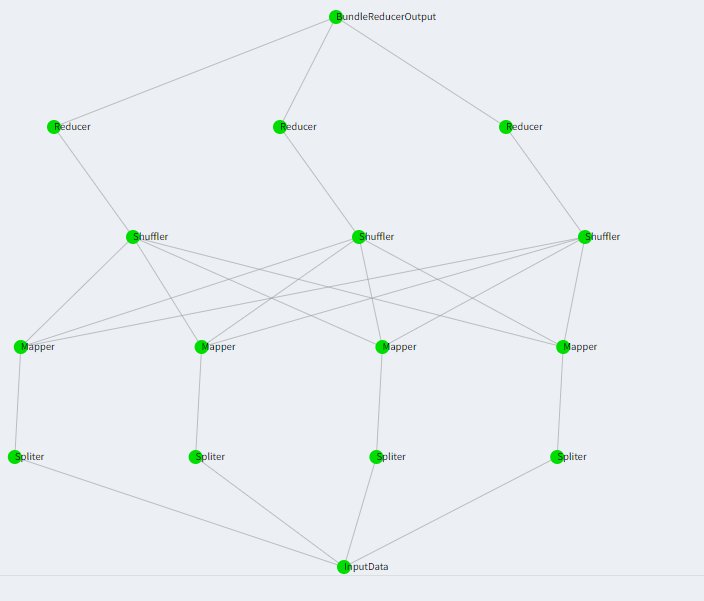 BundleReducerOutput
Reducer
Reducer
Reducer
Shuffler
Shuffler
Shuffler
Mapper
Mapper
Mapper
Mapper
Spliter
Spliter
Spliter
Spliter
InputData